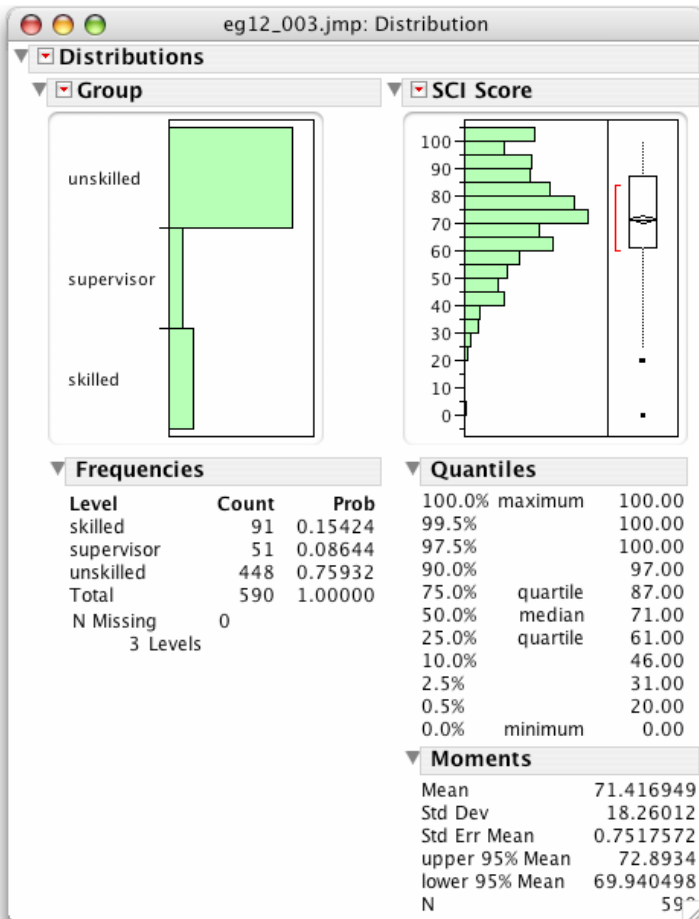 eg12_003.jmp: Distribution
Distributions
Group
unskilled
supervisor
skilled
Frequencies
Level Count Prob
skilled 91 0.15424
supervisor 51 0.08644
unskilled 448 0.75932
Total 590 1.00000
N Missing 0
3 Levels
SCI Score
100
90
80
70
60
50
40
30
20
10
0
Quantiles
100.0% maximum 100.00
99.5% 100.00
97.5% 100.00
90.0% 97.00
75.0% quartile 87.00
50.0% median 71.00
25.0% quartile 61.00
10.0% 46.00
2.5% 31.00
0.5% 20.00
0.0% minimum 0.00
Moments
Mean 71.416949
Std Dev 18.26012
Std Err Mean 0.7517572
upper 95% Mean 72.8934
lower 95% Mean 69.940498
N